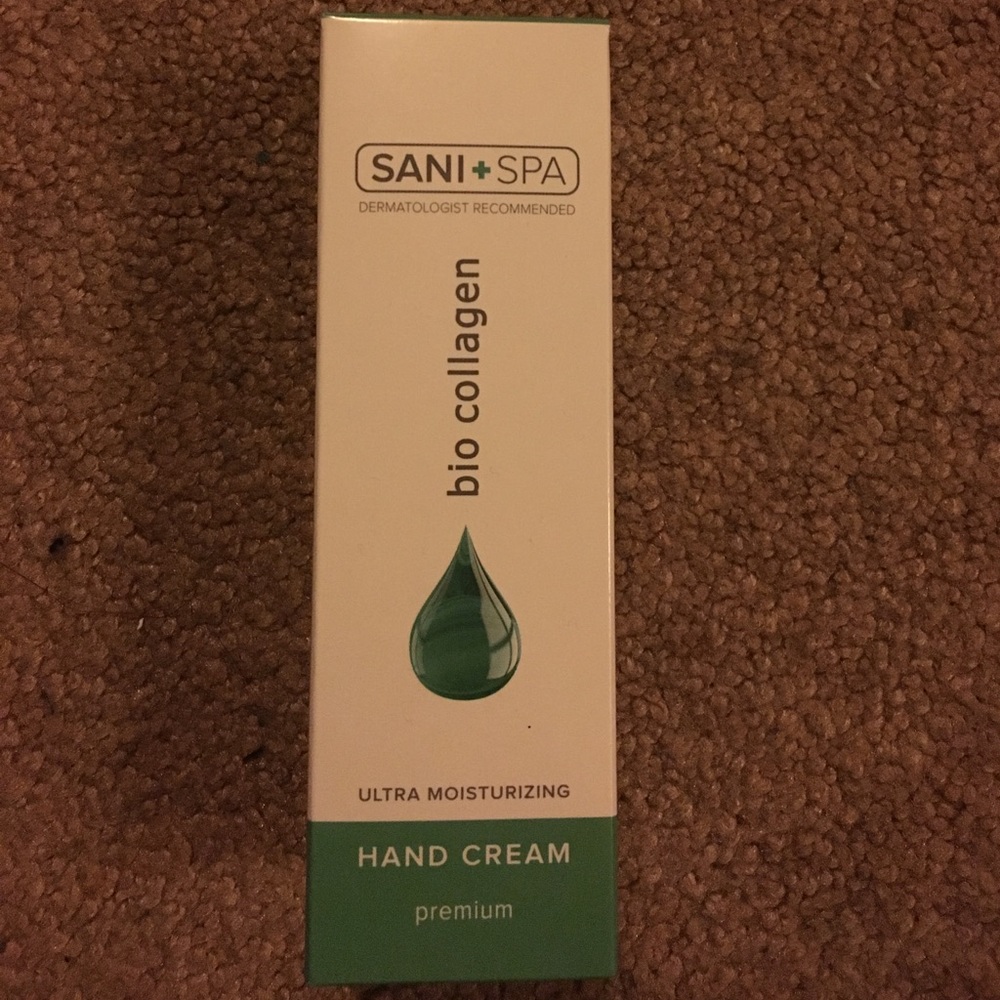 SANI+SPA
DERMATOLOGIST RECOMMENDED
bio collagen
ULTRA MOISTURIZING
HAND CREAM
premium